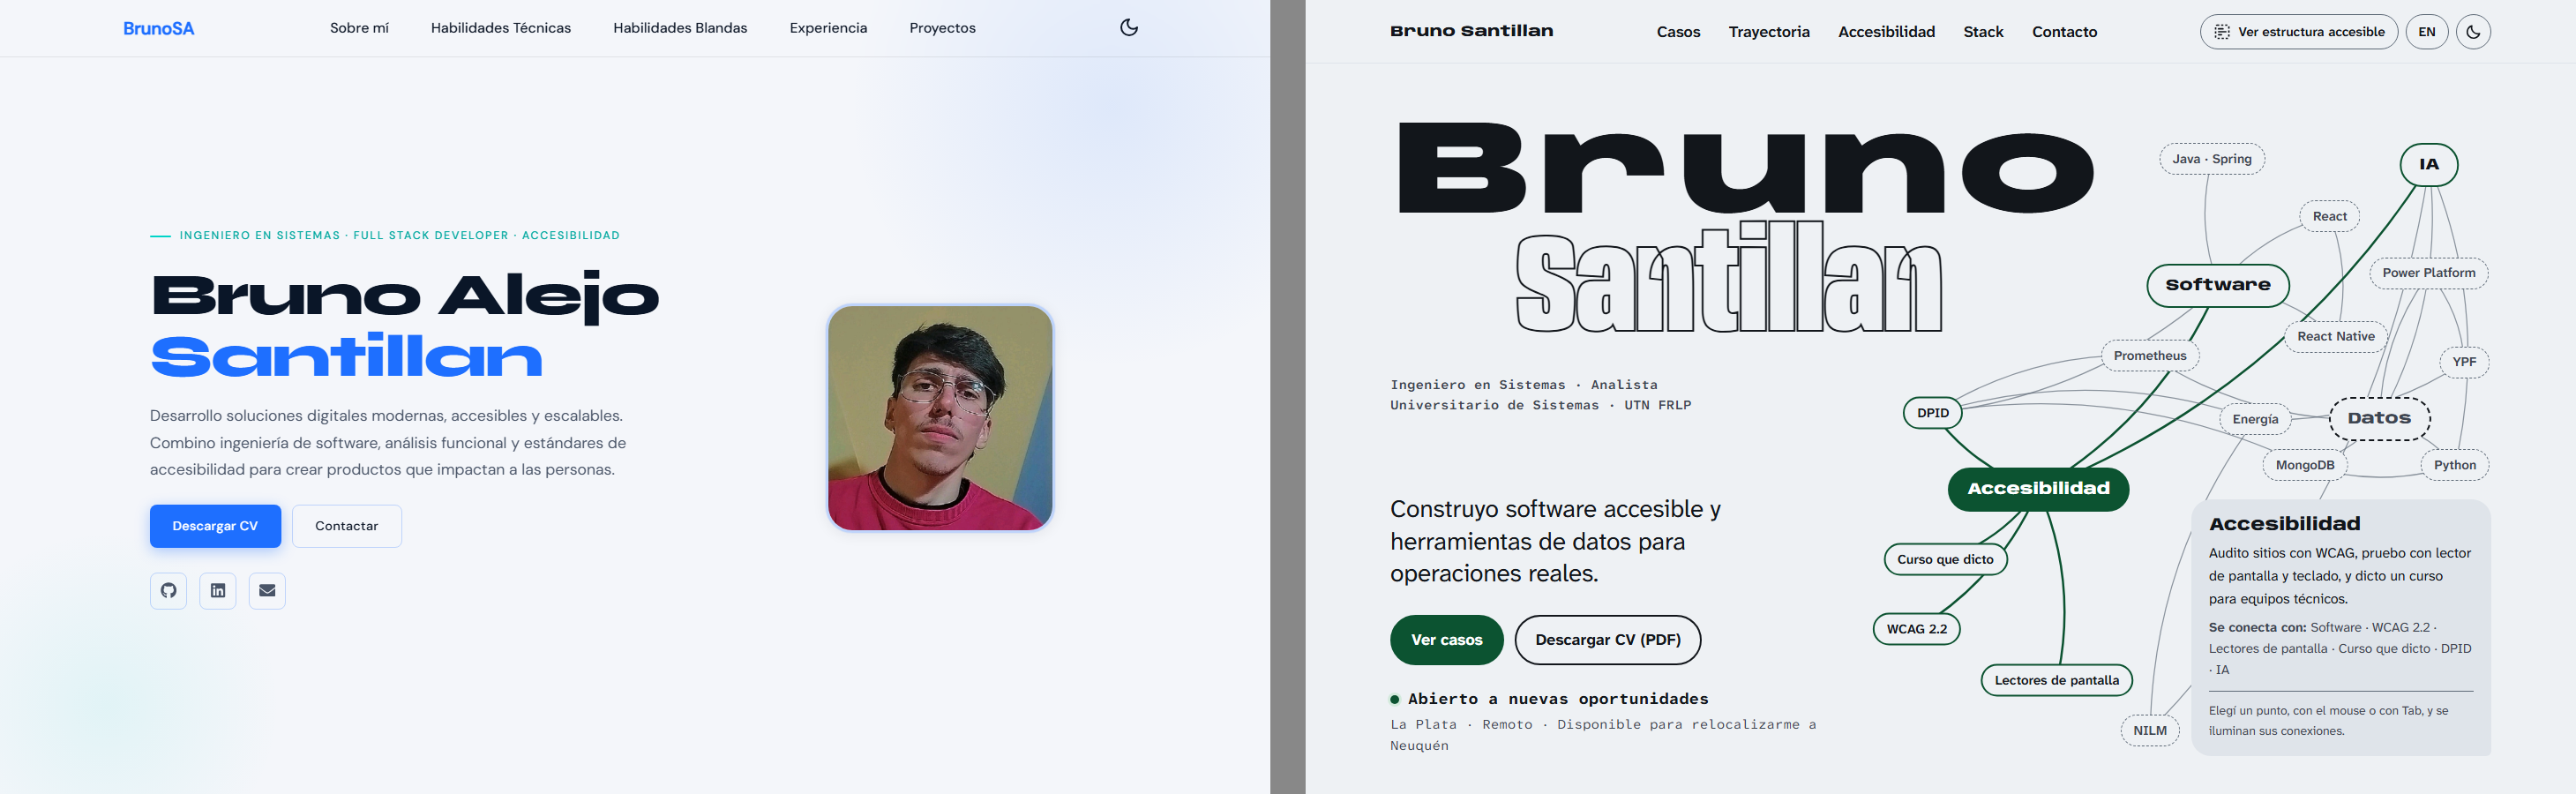 BrunoSA
Sobre mí
Habilidades Técnicas
Habilidades Blandas
Experiencia
Proyectos
INGENIERO EN SISTEMAS · FULL STACK DEVELOPER · ACCESIBILIDAD
Bruno Alejo
Santillan
Desarrollo soluciones digitales modernas, accesibles y escalables.
Combino ingeniería de software, análisis funcional y estándares de
accesibilidad para crear productos que impactan a las personas.
Descargar CV
Contactar
Bruno Santillan
Casos
Trayectoria
Accesibilidad
Stack
Contacto
Ver estructura accesible
EN
Bruno
Santillan
Ingeniero en Sistemas · Analista
Universitario de Sistemas · UTN FRLP
Construyo software accesible y
herramientas de datos para
operaciones reales.
Ver casos
Descargar CV (PDF)
Abierto a nuevas oportunidades
La Plata · Remoto · Disponible para relocalizarme a
Neuquén
Java · Spring
IA
React
Power Platform
Software
React Native
Prometheus
YPF
DPID
Energía
Datos
MongoDB
Python
Accesibilidad
Curso que dicto
WCAG 2.2
Lectores de pantalla
NILM
Accesibilidad
Audito sitios con WCAG, pruebo con lector
de pantalla y teclado, y dicto un curso
para equipos técnicos.
Se conecta con: Software · WCAG 2.2 ·
Lectores de pantalla · Curso que dicto · DPID
· IA
Elegí un punto, con el mouse o con Tab, y se
iluminan sus conexiones.